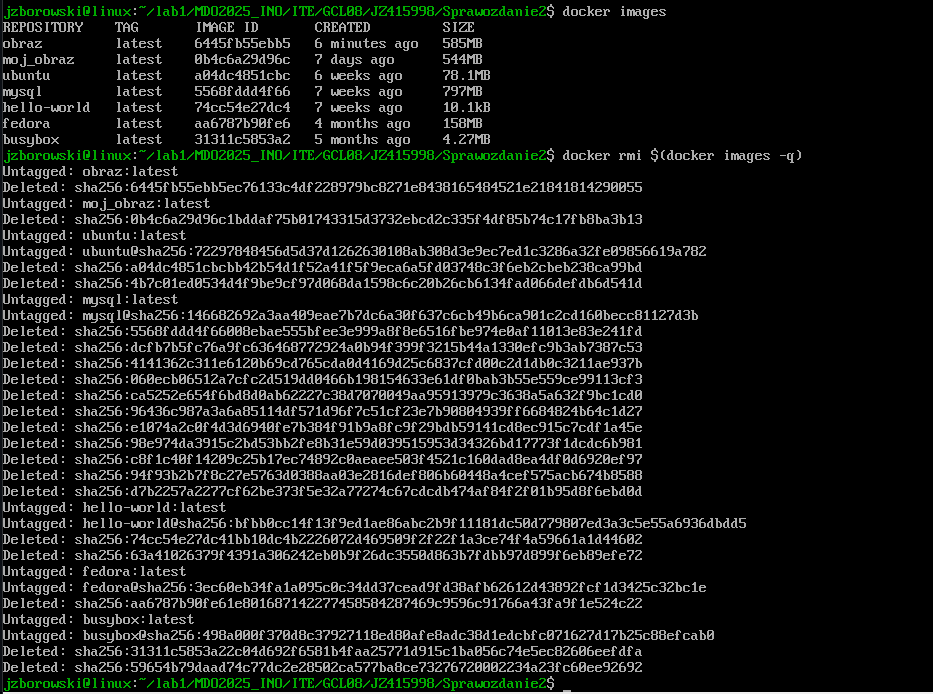 jzborowski@linux:~/lab1/MDO2025_INO/ITE/GCL08/JZ415998/Sprawozdanie2$ docker images
REPOSITORY    TAG       IMAGE ID       CREATED         SIZE
obraz         latest    6445fb55ebb5   6 minutes ago   585MB
moj_obraz     latest    0b4c6a29d96c   7 days ago      544MB
ubuntu        latest    a04dc4851cbc   6 weeks ago     78.1MB
mysql         latest    5568fddd4f66   7 weeks ago     797MB
hello-world   latest    74cc54e27dc4   7 weeks ago     10.1kB
fedora        latest    aa6787b90fe6   4 months ago    158MB
busybox       latest    31311c5853a2   5 months ago    4.27MB
jzborowski@linux:~/lab1/MDO2025_INO/ITE/GCL08/JZ415998/Sprawozdanie2$ docker rmi $(docker images -q)
Untagged: obraz:latest
Deleted: sha256:6445fb55ebb5ec76133c4df228979bc8271e8438165484521e21841814290055
Untagged: moj_obraz:latest
Deleted: sha256:0b4c6a29d96c1bddaf75b01743315d3732ebcd2c335f4df85b74c17fb8ba3b13
Untagged: ubuntu:latest
Untagged: ubuntu@sha256:72297848456d5d37d1262630108ab308d3e9ec7ed1c3286a32fe09856619a782
Deleted: sha256:a04dc4851cbcbb42b54d1f52a41f5f9eca6a5fd03748c3f6eb2cbeb238ca99bd
Deleted: sha256:4b7c01ed0534d4f9be9cf97d068da1598c6c20b26cb6134fad066defdb6d541d
Untagged: mysql:latest
Untagged: mysql@sha256:146682692a3aa409eae7b7dc6a30f637c6cb49b6ca901c2cd160becc81127d3b
Deleted: sha256:5568fddd4f66008ebae555bfee3e999a8f8e6516fbe974e0af11013e83e241fd
Deleted: sha256:dcfb7b5fc76a9fc636468772924a0b94f399f3215b44a1330efc9b3ab7387c53
Deleted: sha256:4141362c311e6120b69cd765cda0d4169d25c6837cfd00c2d1db0c3211ae937b
Deleted: sha256:060ecb06512a7cfc2d519dd0466b198154633e61df0bab3b55e559ce99113cf3
Deleted: sha256:ca5252e654f6bd8d0ab62227c38d7070049aa95913979c3638a5a632f9bc1cd0
Deleted: sha256:96436c987a3a6a85114df571d96f7c51cf23e7b90804939ff6684824b64c1d27
Deleted: sha256:e1074a2c0f4d3d6940fe7b384f91b9a8fc9f29bdb59141cd8ec915c7cdf1a45e
Deleted: sha256:98e974da3915c2bd53bb2fe8b31e59d039515953d34326bd17773f1dcdc6b981
Deleted: sha256:c8f1c40f14209c25b17ec74892c0aeaee503f4521c160dad8ea4df0d6920ef97
Deleted: sha256:94f93b2b7f8c27e5763d0388aa03e2816def806b60448a4cef575acb674b8588
Deleted: sha256:d7b2257a2277cf62be373f5e32a77274c67cdcdb474af84f2f01b95d8f6ebd0d
Untagged: hello-world:latest
Untagged: hello-world@sha256:bfbb0cc14f13f9ed1ae86abc2b9f11181dc50d779807ed3a3c5e55a6936dbdd5
Deleted: sha256:74cc54e27dc41bb10dc4b2226072d469509f2f22f1a3ce74f4a59661a1d44602
Deleted: sha256:63a41026379f4391a306242eb0b9f26dc3550d863b7fdbb97d899f6eb89efe72
Untagged: fedora:latest
Untagged: fedora@sha256:3ec60eb34fa1a095c0c34dd37cead9fd38afb62612d43892fcf1d3425c32bc1e
Deleted: sha256:aa6787b90fe61e801687142277458584287469c9596c91766a43fa9f1e524c22
Untagged: busybox:latest
Untagged: busybox@sha256:498a000f370d8c37927118ed80afe8adc38d1edcbfc071627d17b25c88efcab0
Deleted: sha256:31311c5853a22c04d692f6581b4faa25771d915c1ba056c74e5ec82606eefdfa
Deleted: sha256:59654b79daad74c77dc2e28502ca577ba8ce73276720002234a23fc60ee92692
jzborowski@linux:~/lab1/MDO2025_INO/ITE/GCL08/JZ415998/Sprawozdanie2$ _